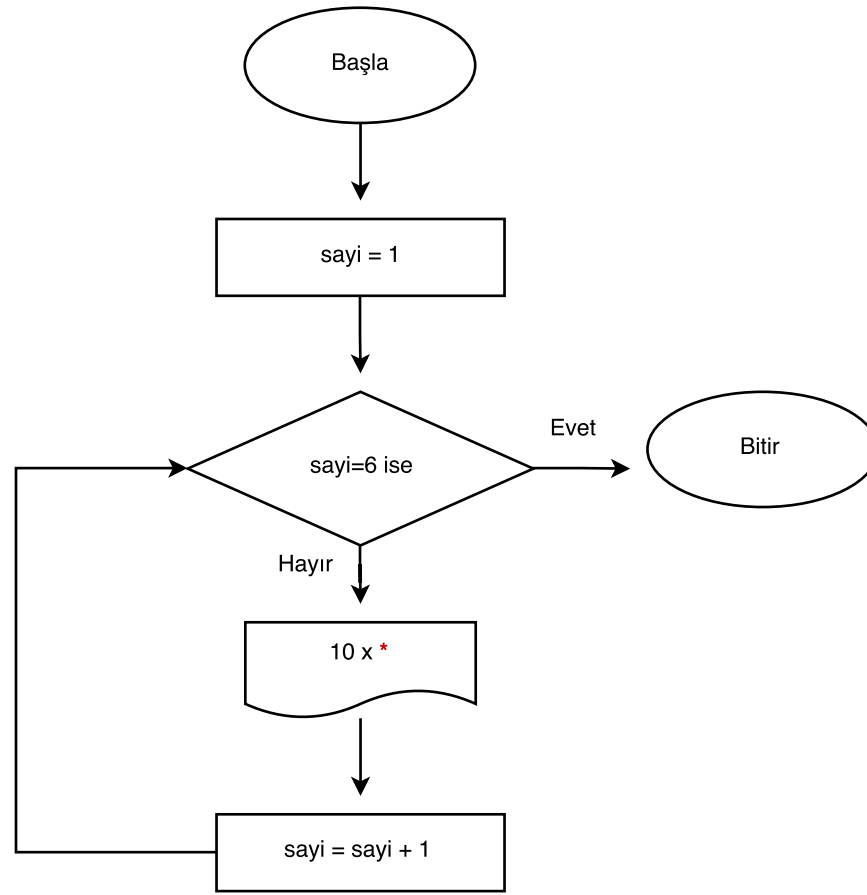 Başla
sayi = 1
sayi=6 ise
Evet
Bitir
Hayır
10 x *
sayi = sayi + 1